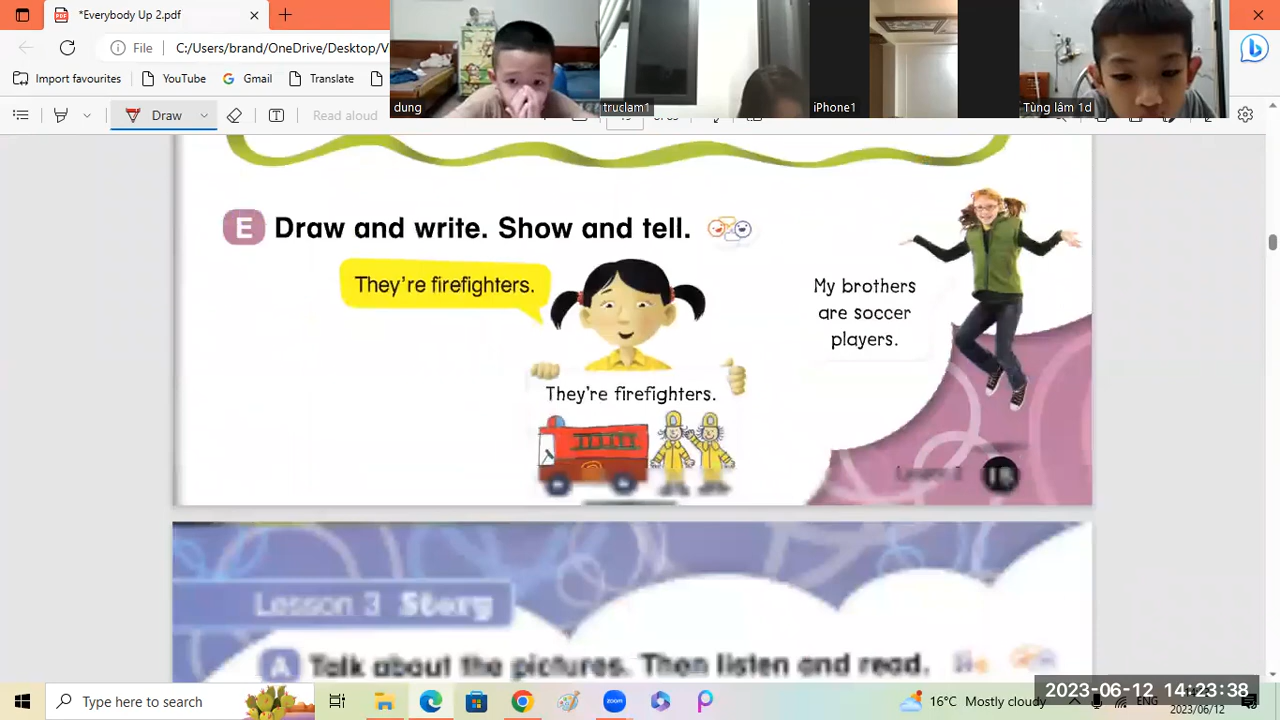 *Everybody Up 2.pdf
File
C:/Users/brand/OneDrive/Desktop/V
Import favourites
YouTube
Gmail
Translate
dung
truclam1
iPhone1
Tùng lâm 1d
Draw
Read aloud
E Draw and write. Show and tell.
They're firefighters.
They're firefighters.
My brothers
are soccer
players.
Lesson 3 Story
A Talk about the pictures. Then listen and read.
Type here to search
zoom
16°C Mostly cloudy
ENG
2023-06-12 14:23:38
2023/06/12